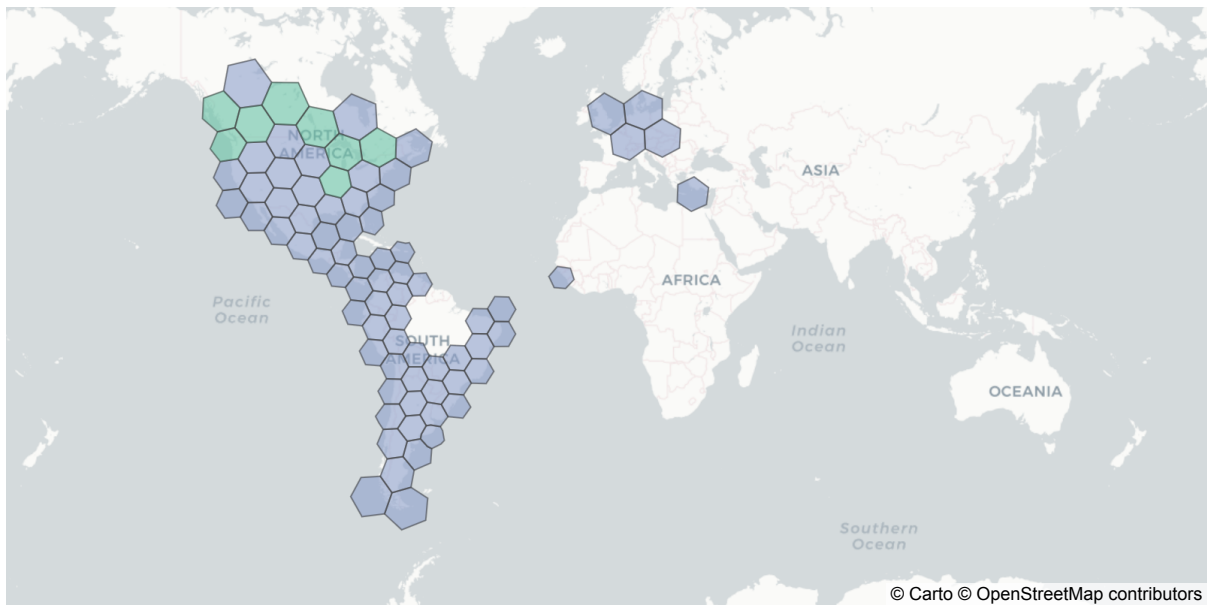 NORTH
AMERICA
ASIA
AFRICA
Pacific
Ocean
SOUTH
AMERICA
Indian
Ocean
OCEANIA
Southern
Ocean
© Carto © OpenStreetMap contributors